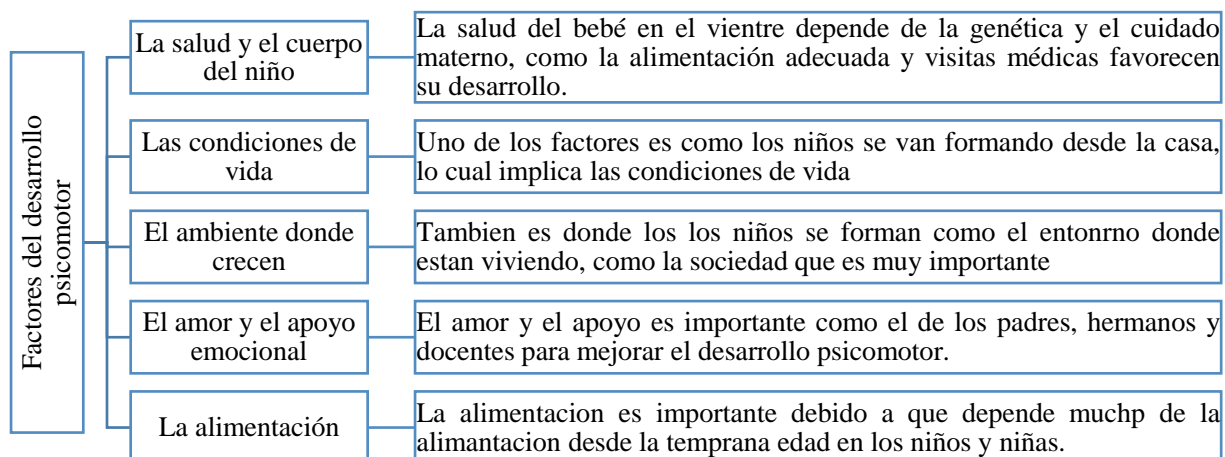 Factores del desarrollo
psicomotor
La salud y el cuerpo
del niño
La salud del bebé en el vientre depende de la genética y el cuidado
materno, como la alimentación adecuada y visitas médicas favorecen
su desarrollo.
Las condiciones de
vida
Uno de los factores es como los niños se van formando desde la casa,
lo cual implica las condiciones de vida
El ambiente donde
crecen
Tambien es donde los los niños se forman como el entonrno donde
estan viviendo, como la sociedad que es muy importante
El amor y el apoyo
emocional
El amor y el apoyo es importante como el de los padres, hermanos y
docentes para mejorar el desarrollo psicomotor.
La alimentación
La alimentacion es importante debido a que depende muchp de la
alimantacion desde la temprana edad en los niños y niñas.